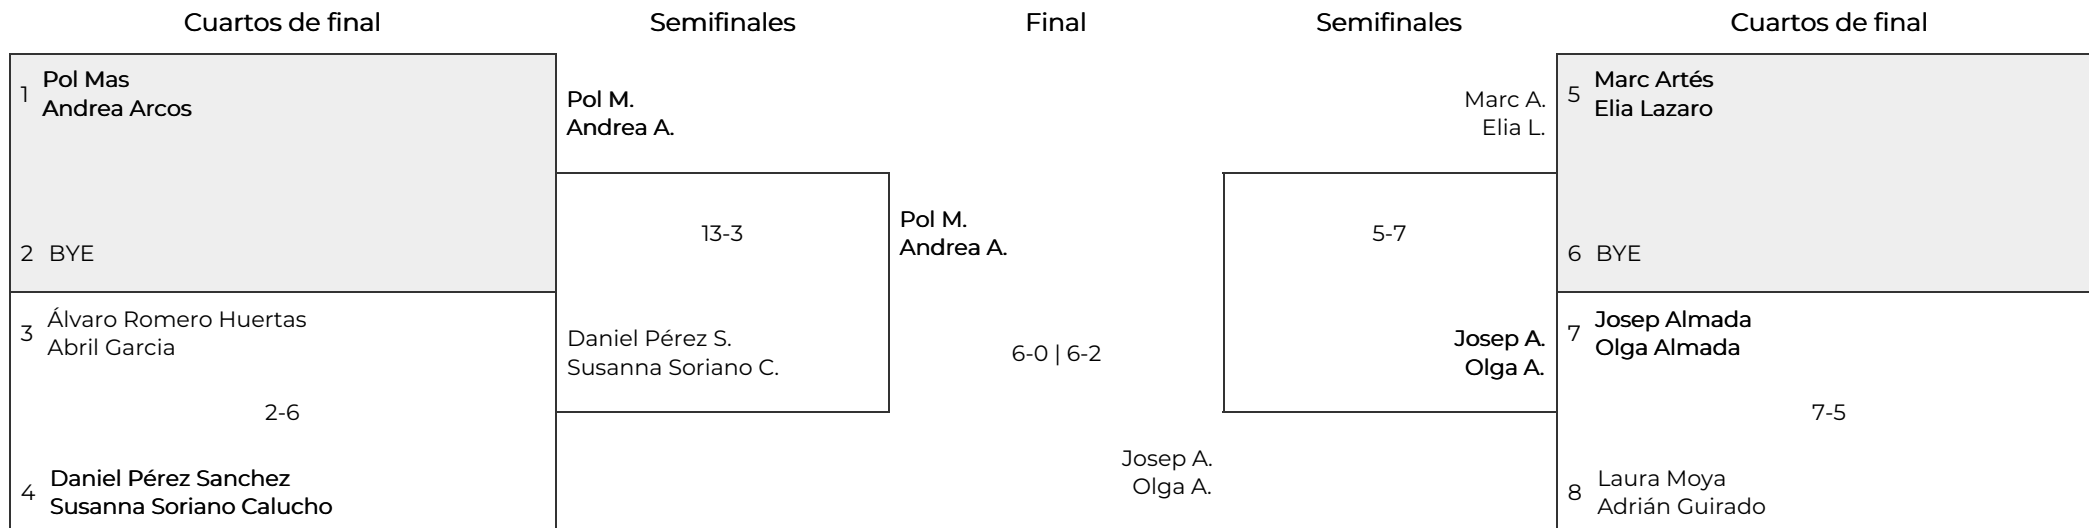 Cuartos de final
Semifinales
Final
Semifinales
Cuartos de final
1
Pol Mas
Andrea Arcos
2 BYE
3
Álvaro Romero Huertas
Abril Garcia
2-6
4
Daniel Pérez Sanchez
Susanna Soriano Calucho
Pol M.
Andrea A.
13-3
Daniel Pérez S.
Susanna Soriano C.
Pol M.
Andrea A.
6-0 | 6-2
Josep A.
Olga A.
Marc A.
Elia L.
5-7
Josep A.
Olga A.
5
Marc Artés
Elia Lazaro
6 BYE
7
Josep Almada
Olga Almada
7-5
8
Laura Moya
Adrián Guirado